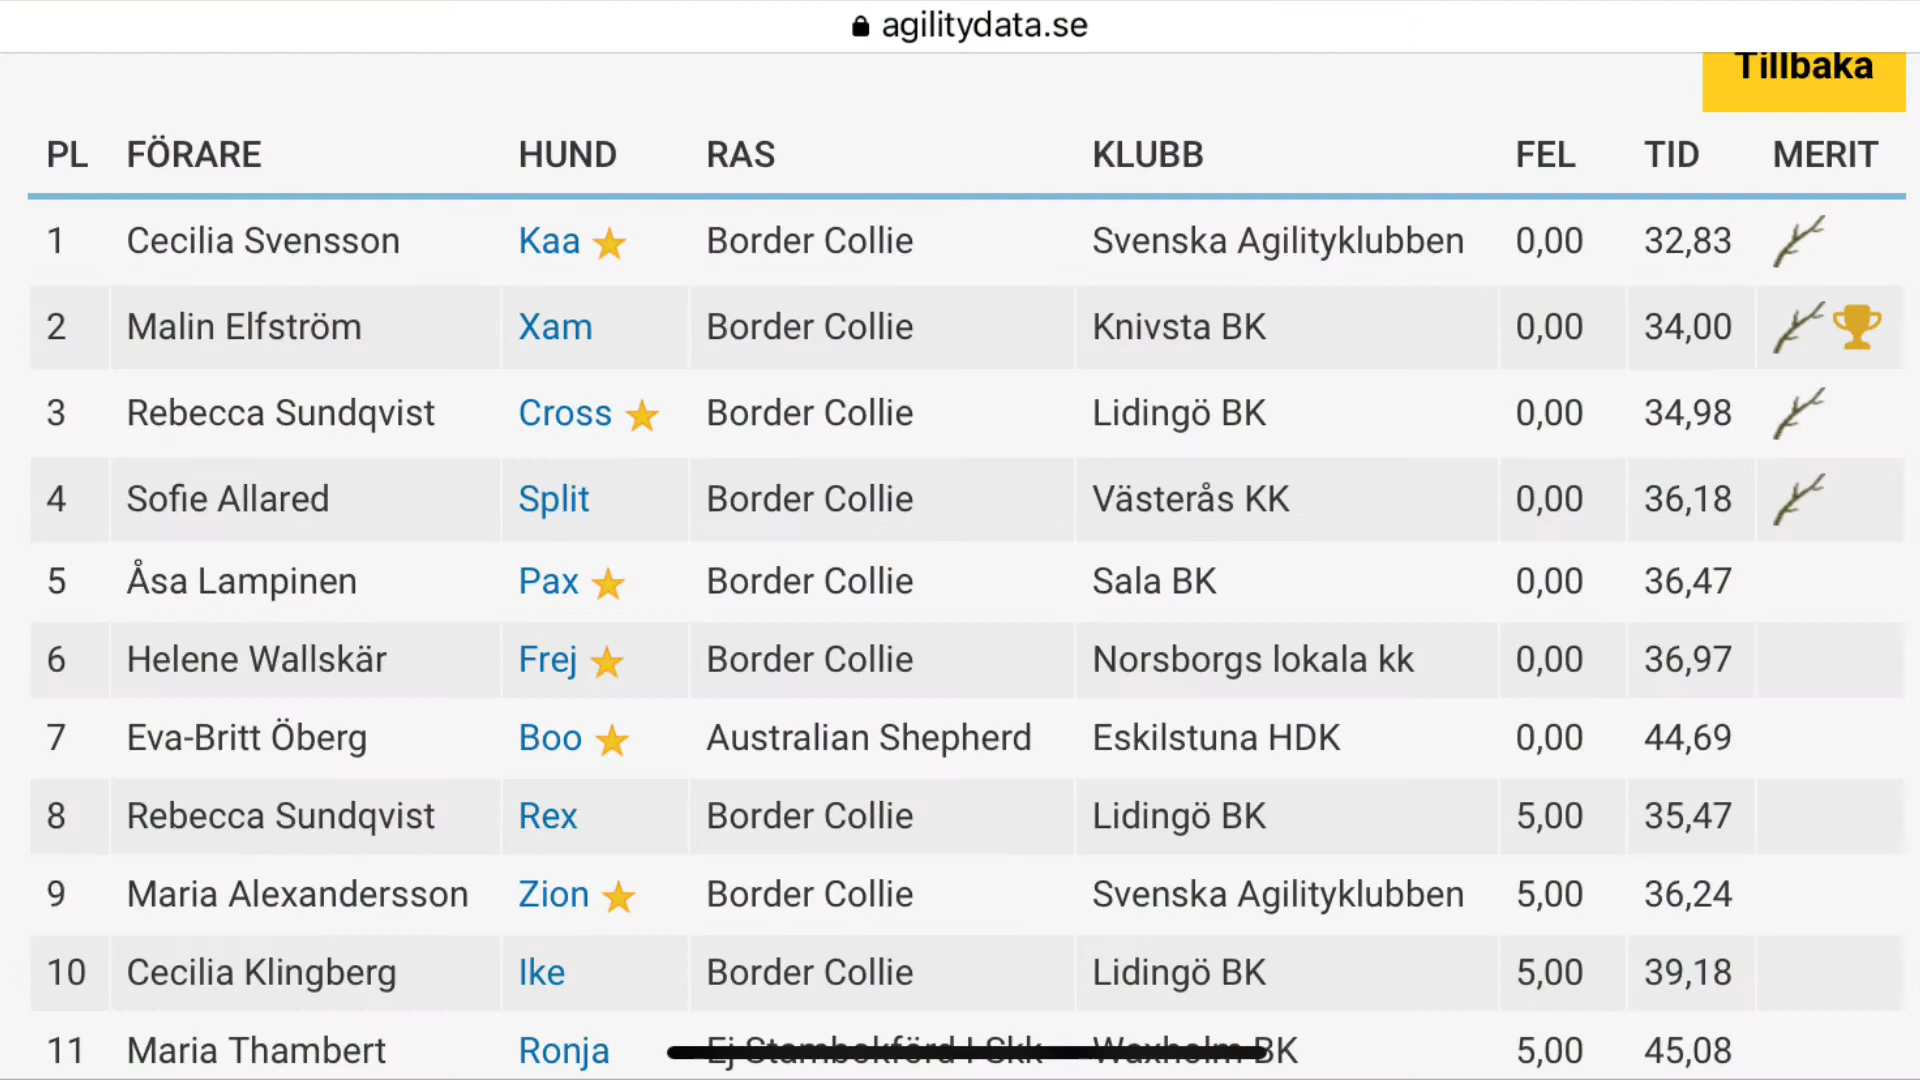 agilitydata.se
Tillbaka
PL FÖRARE HUND RAS KLUBB FEL TID MERIT
1 Cecilia Svensson Kaa Border Collie Svenska Agilityklubben 0,00 32,83
2 Malin Elfström Xam Border Collie Knivsta BK 0,00 34,00
3 Rebecca Sundqvist Cross Border Collie Lidingö BK 0,00 34,98
4 Sofie Allared Split Border Collie Västerås KK 0,00 36,18
5 Åsa Lampinen Pax Border Collie Sala BK 0,00 36,47
6 Helene Wallskär Frej Border Collie Norsborgs lokala kk 0,00 36,97
7 Eva-Britt Öberg Boo Australian Shepherd Eskilstuna HDK 0,00 44,69
8 Rebecca Sundqvist Rex Border Collie Lidingö BK 5,00 35,47
9 Maria Alexandersson Zion Border Collie Svenska Agilityklubben 5,00 36,24
10 Cecilia Klingberg Ike Border Collie Lidingö BK 5,00 39,18
11 Maria Thambert Ronja Ej Stambokförd I Skk Waxholm BK 5,00 45,08